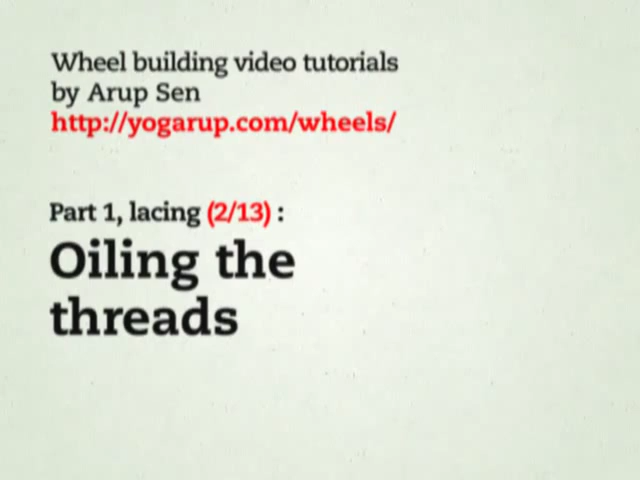 Wheel building video tutorials
by Arup Sen
http://yogarup.com/wheels/
Part 1, lacing (2/13) :
Oiling the
threads